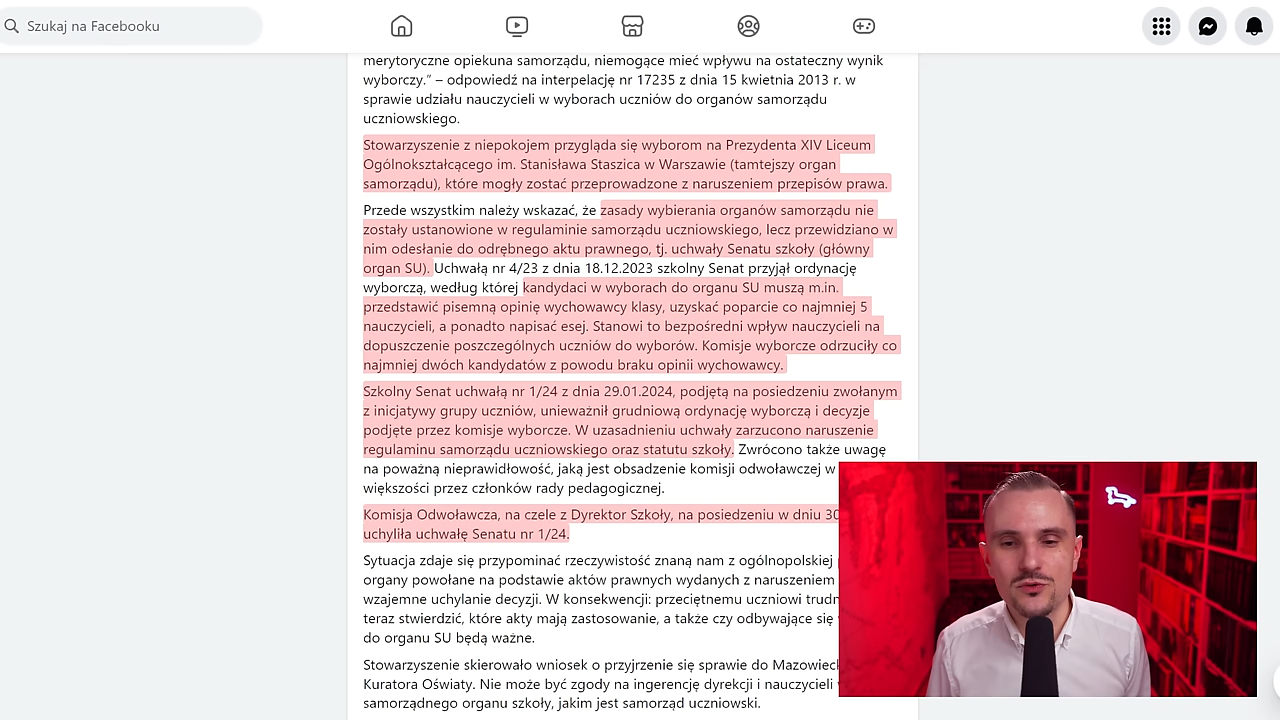 Szukaj na Facebooku
merytoryczne opiekuna samorządu, niemogące mieć wpływu na ostateczny wynik
wyborczy.” – odpowiedź na interpelację nr 17235 z dnia 15 kwietnia 2013 r. w
sprawie udziału nauczycieli w wyborach uczniów do organów samorządu
uczniowskiego.
Stowarzyszenie z niepokojem przygląda się wyborom na Prezydenta XIV Liceum
Ogólnokształcącego im. Stanisława Staszica w Warszawie (tamtejszy organ
samorządu), które mogły zostać przeprowadzone z naruszeniem przepisów prawa.
Przede wszystkim należy wskazać, że zasady wybierania organów samorządu nie
zostały ustanowione w regulaminie samorządu uczniowskiego, lecz przewidziano w
nim odesłanie do odrębnego aktu prawnego, tj. uchwały Senatu szkoły (główny
organ SU). Uchwałą nr 4/23 z dnia 18.12.2023 szkolny Senat przyjął ordynację
wyborczą, według której kandydaci w wyborach do organu SU muszą m.in.
przedstawić pisemną opinię wychowawcy klasy, uzyskać poparcie co najmniej 5
nauczycieli, a ponadto napisać esej. Stanowi to bezpośredni wpływ nauczycieli na
dopuszczenie poszczególnych uczniów do wyborów. Komisje wyborcze odrzuciły co
najmniej dwóch kandydatów z powodu braku opinii wychowawcy.
Szkolny Senat uchwałą nr 1/24 z dnia 29.01.2024, podjętą na posiedzeniu zwołanym
z inicjatywy grupy uczniów, unieważnił grudniową ordynację wyborczą i decyzje
podjęte przez komisje wyborcze. W uzasadnieniu uchwały zarzucono naruszenie
regulaminu samorządu uczniowskiego oraz statutu szkoły. Zwrócono także uwagę
na poważną nieprawidłowość, jaką jest obsadzenie komisji odwoławczej w
większości przez członków rady pedagogicznej.
Komisja Odwoławcza, na czele z Dyrektor Szkoły, na posiedzeniu w dniu 30
uchyliła uchwałę Senatu nr 1/24.
Sytuacja zdaje się przypominać rzeczywistość znaną nam z ogólnopolskiej
organy powołane na podstawie aktów prawnych wydanych z naruszeniem
wzajemne uchylanie decyzji. W konsekwencji: przeciętnemu uczniowi
teraz stwierdzić, które akty mają zastosowanie, a także czy odbywające się
do organu SU będą ważne.
Stowarzyszenie skierowało wniosek o przyjrzenie się sprawie do
Kuratora Oświaty. Nie może być zgody na ingerencję dyrekcji i nauczycieli
samorządnego organu szkoły, jakim jest samorząd uczniowski.